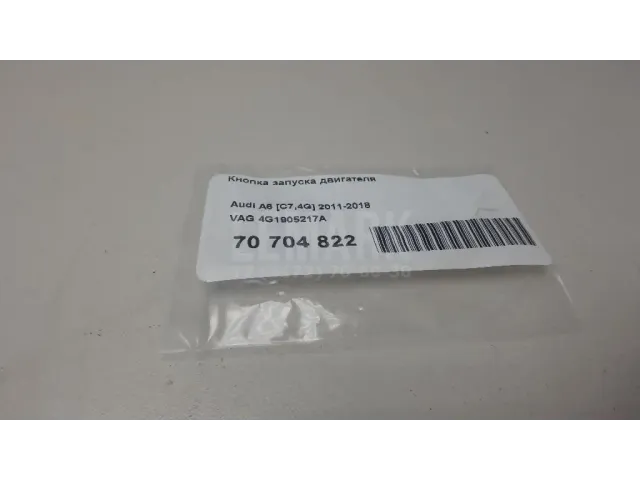 Кнопка запуска двигателя
Audi A6 [C7,4G] 2011-2018
VAG 4G1905217A
70 704 822